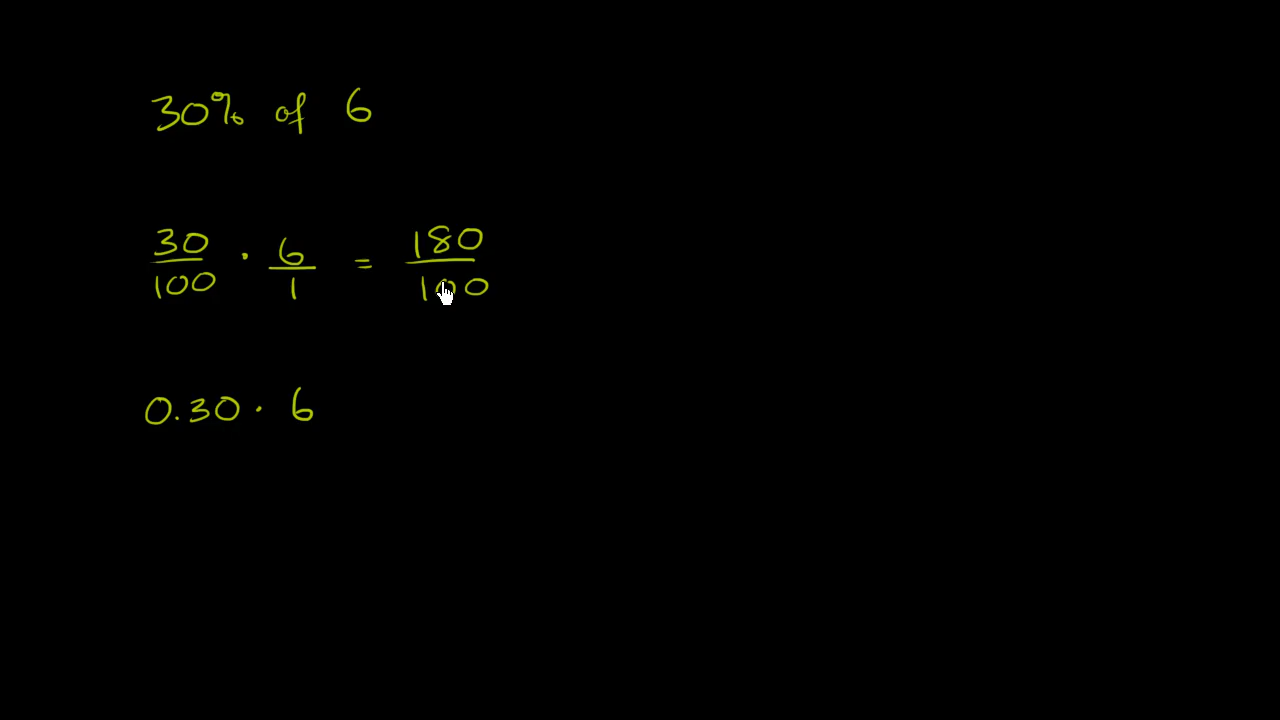 30% of 6
30/100 · 6/1 = 180/100
0.30 · 6